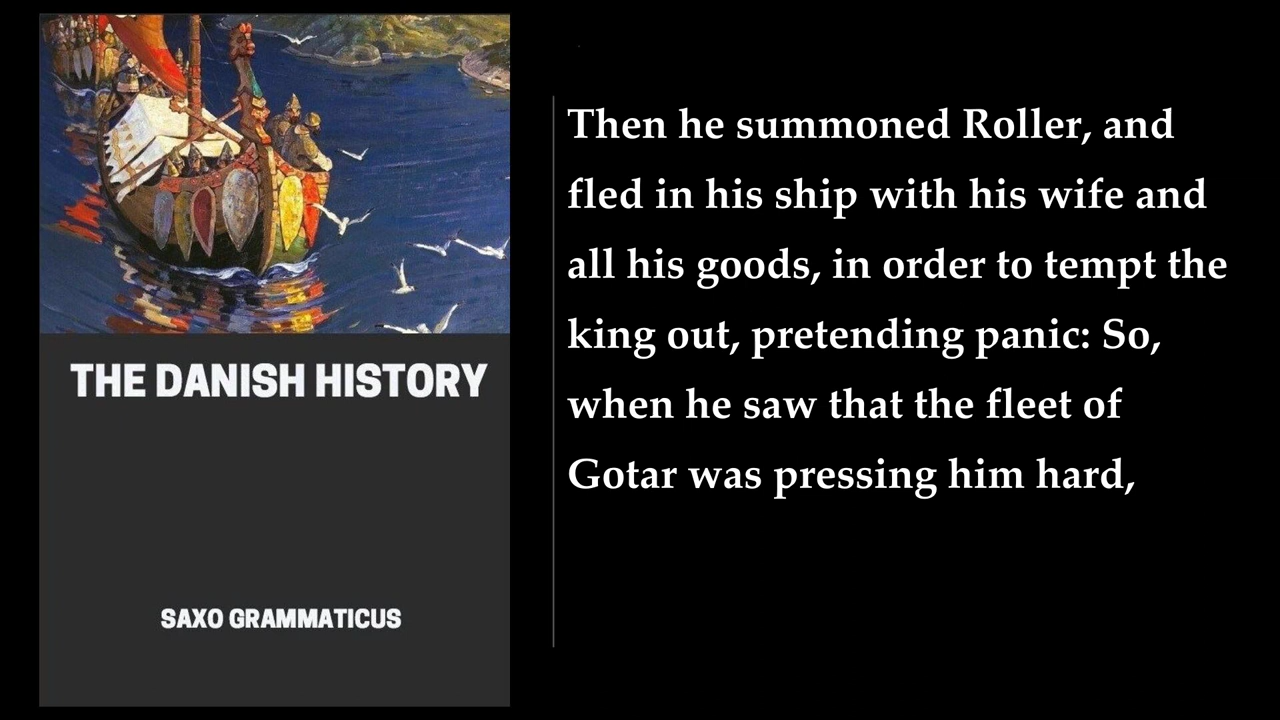 THE DANISH HISTORY
SAXO GRAMMATICUS
Then he summoned Roller, and
fled in his ship with his wife and
all his goods, in order to tempt the
king out, pretending panic: So,
when he saw that the fleet of
Gotar was pressing him hard,